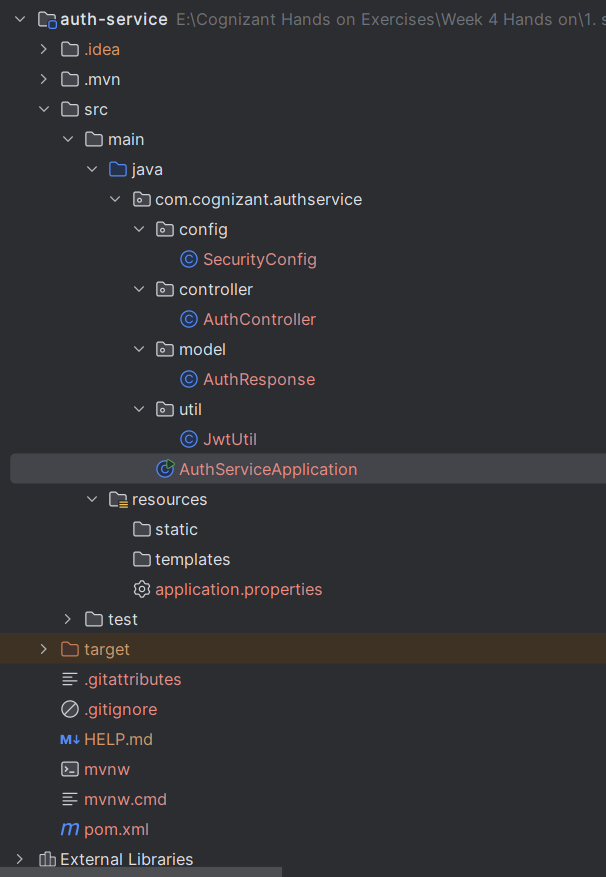 auth-service E:\Cognizant Hands on Exercises\Week 4 Hands on\1. s
.idea
.mvn
src
main
java
com.cognizant.authservice
config
SecurityConfig
controller
AuthController
model
AuthResponse
util
JwtUtil
AuthServiceApplication
resources
static
templates
application.properties
test
target
.gitattributes
.gitignore
M↓ HELP.md
mvnw
mvnw.cmd
m pom.xml
External Libraries